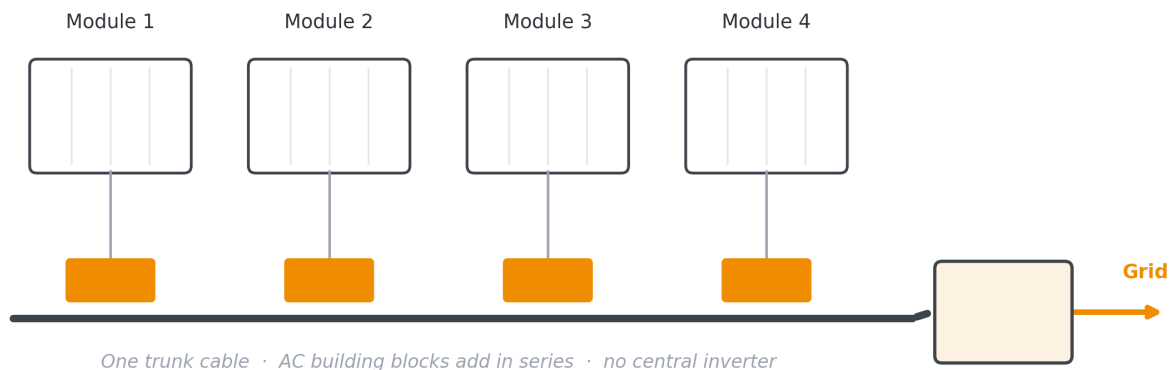 Module 1 Module 2 Module 3 Module 4
Grid
One trunk cable · AC building blocks add in series · no central inverter